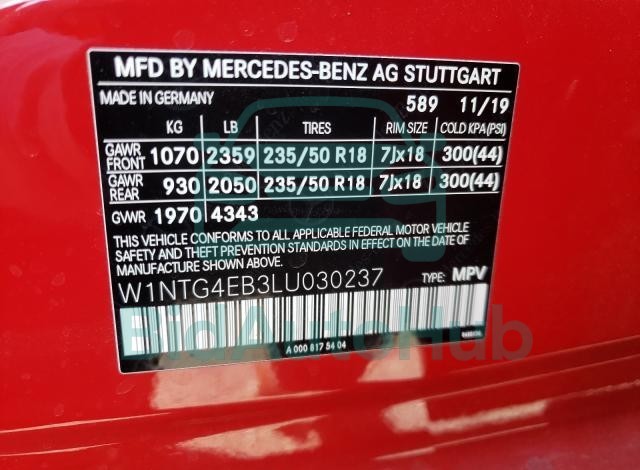 MFD BY MERCEDES-BENZ AG STUTTGART
MADE IN GERMANY 589 11/19
KG LB TIRES RIM SIZE COLD KPA(PSI)
GAWR FRONT 1070 2359 235/50 R18 7Jx18 300(44)
GAWR REAR 930 2050 235/50 R18 7Jx18 300(44)
GVWR 1970 4343
THIS VEHICLE CONFORMS TO ALL APPLICABLE FEDERAL MOTOR VEHICLE
SAFETY AND THEFT PREVENTION STANDARDS IN EFFECT ON THE DATE OF
MANUFACTURE SHOWN ABOVE.
W1NTG4EB3LU030237 TYPE: MPV
BidAutoHub
A 000 817 54 04